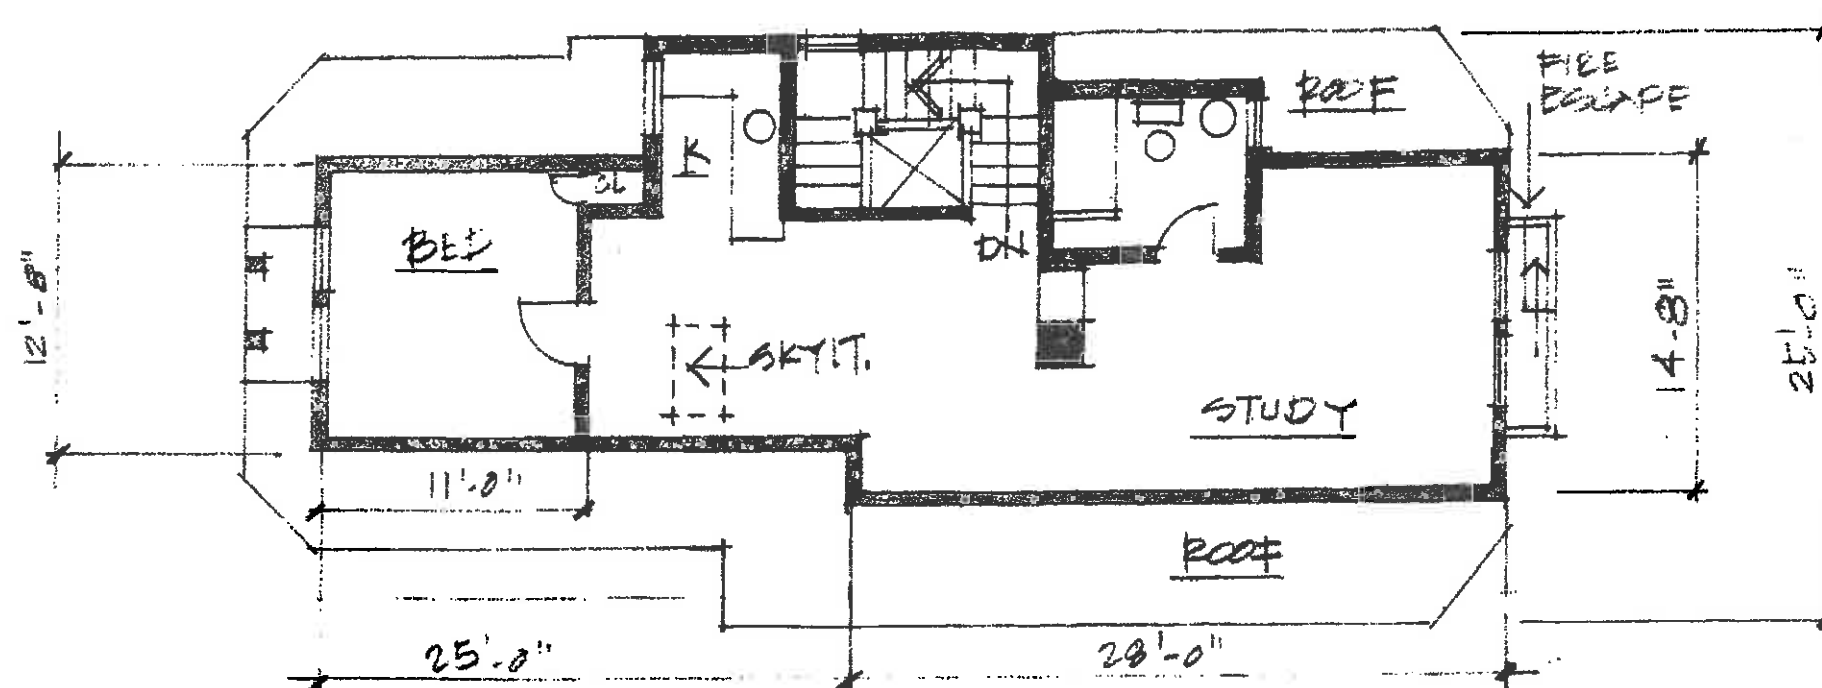 FIRE
ESCAPE
ROOF
K
CL
BED
DN
12'-0"
SKYLT.
14'-8"
25'-0"
STUDY
11'-0"
ROOF
25'-0"
28'-0"